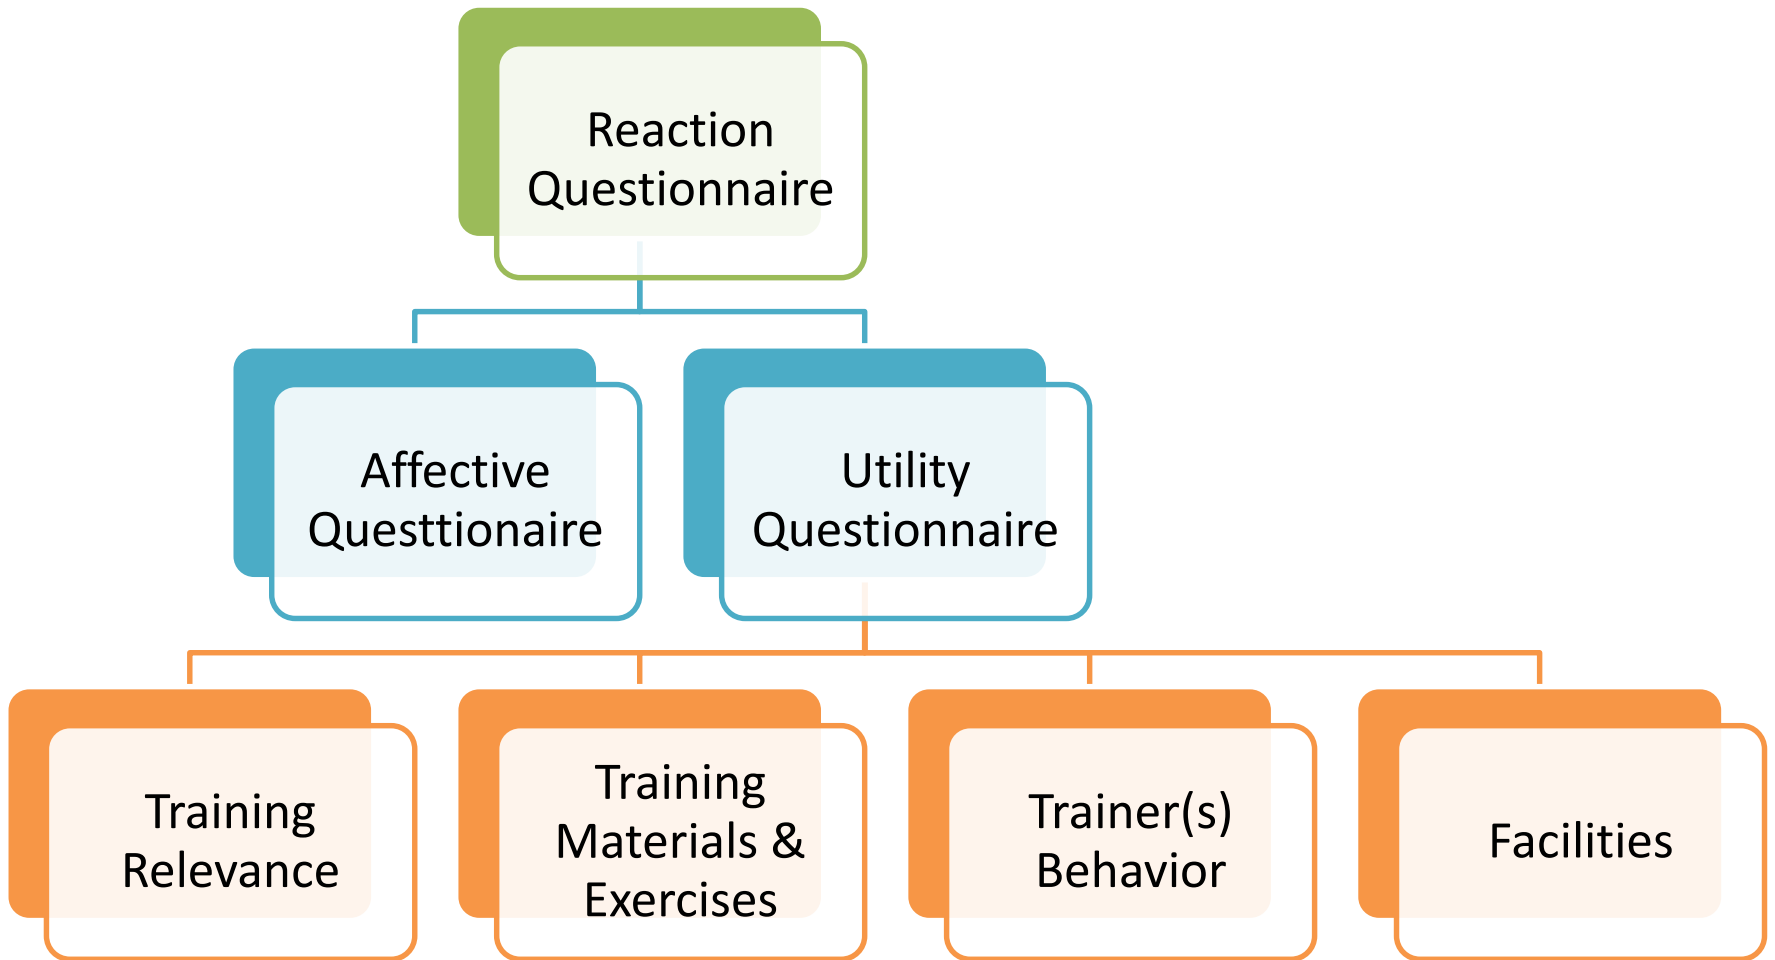 Reaction
Questionnaire
Affective
Questtionaire
Utility
Questionnaire
Training
Relevance
Training
Materials &
Exercises
Trainer(s)
Behavior
Facilities